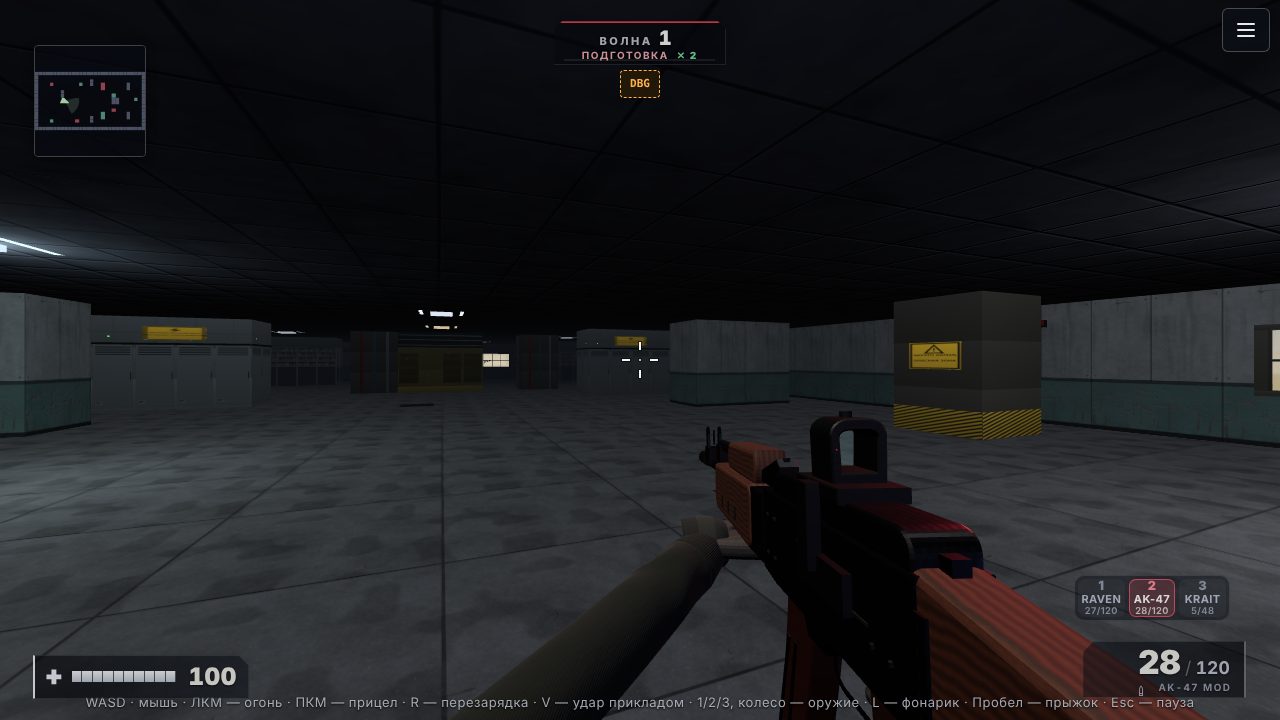 ВОЛНА 1
ПОДГОТОВКА × 2
DBG
1
RAVEN
27/120
2
AK-47
28/120
3
KRAIT
5/48
100
28 / 120
AK-47 MOD
WASD · мышь · ЛКМ — огонь · ПКМ — прицел · R — перезарядка · V — удар прикладом · 1/2/3, колесо — оружие · L — фонарик · Пробел — прыжок · Esc — пауза